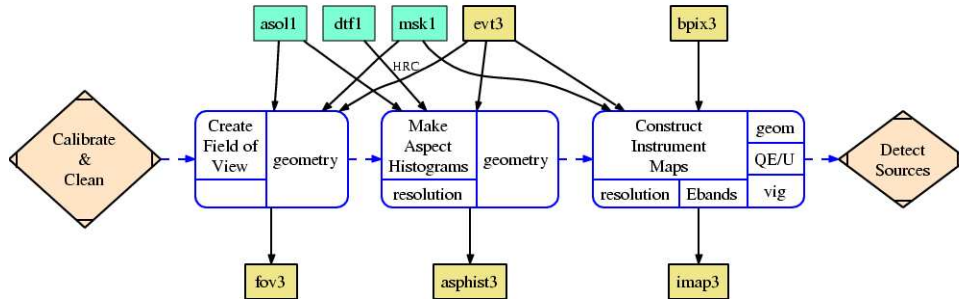 asol1
dtf1
msk1
evt3
bpix3
HRC
Calibrate
&
Clean
Create
Field of
View
geometry
Make
Aspect
Histograms
resolution
geometry
Construct
Instrument
Maps
resolution
Ebands
geom
QE/U
vig
Detect
Sources
fov3
asphist3
imap3